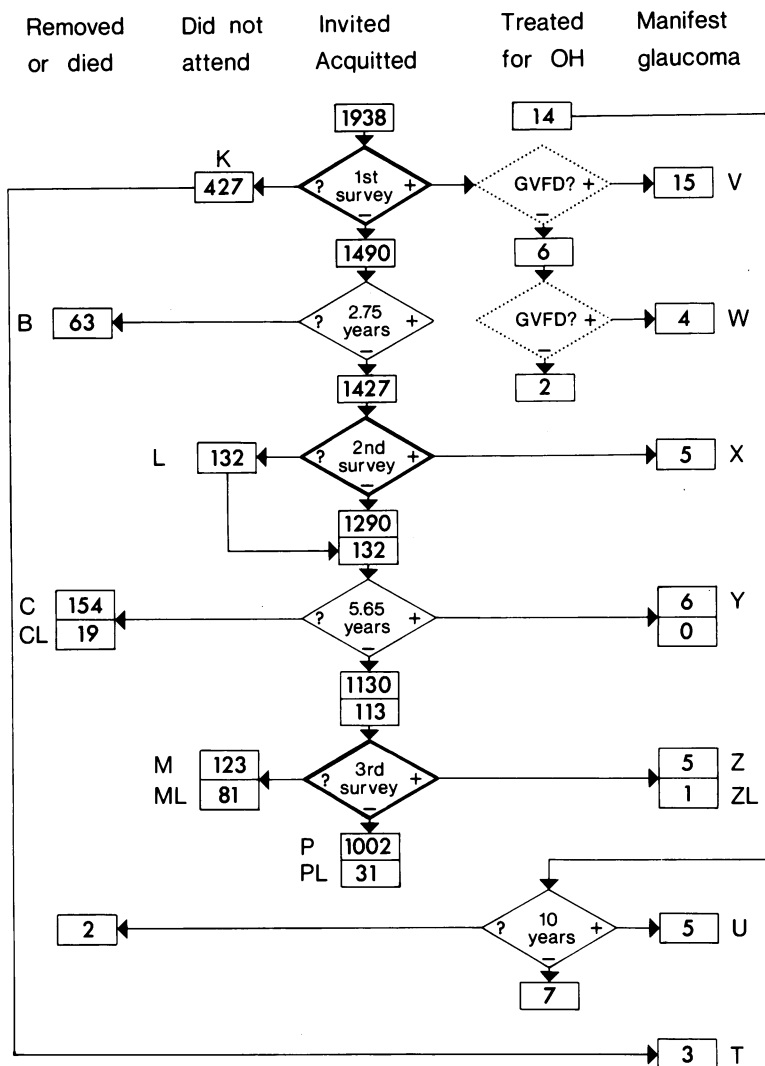 Removed or died
Did not attend
Invited Acquitted
Treated for OH
Manifest glaucoma
1938
14
K
427
? 1st survey + −
GVFD? + −
15
V
1490
6
B
63
? 2.75 years + −
GVFD? + −
4
W
1427
2
L
132
? 2nd survey + −
5
X
1290
132
C
154
CL
19
? 5.65 years + −
6
Y
0
1130
113
M
123
ML
81
? 3rd survey + −
5
Z
1
ZL
P
1002
PL
31
2
? 10 years + −
5
U
7
3
T